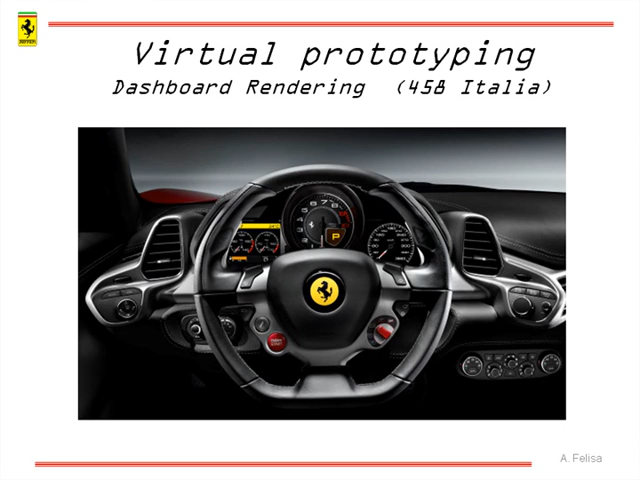 Virtual prototyping
Dashboard Rendering (458 Italia)
P
A. Felisa